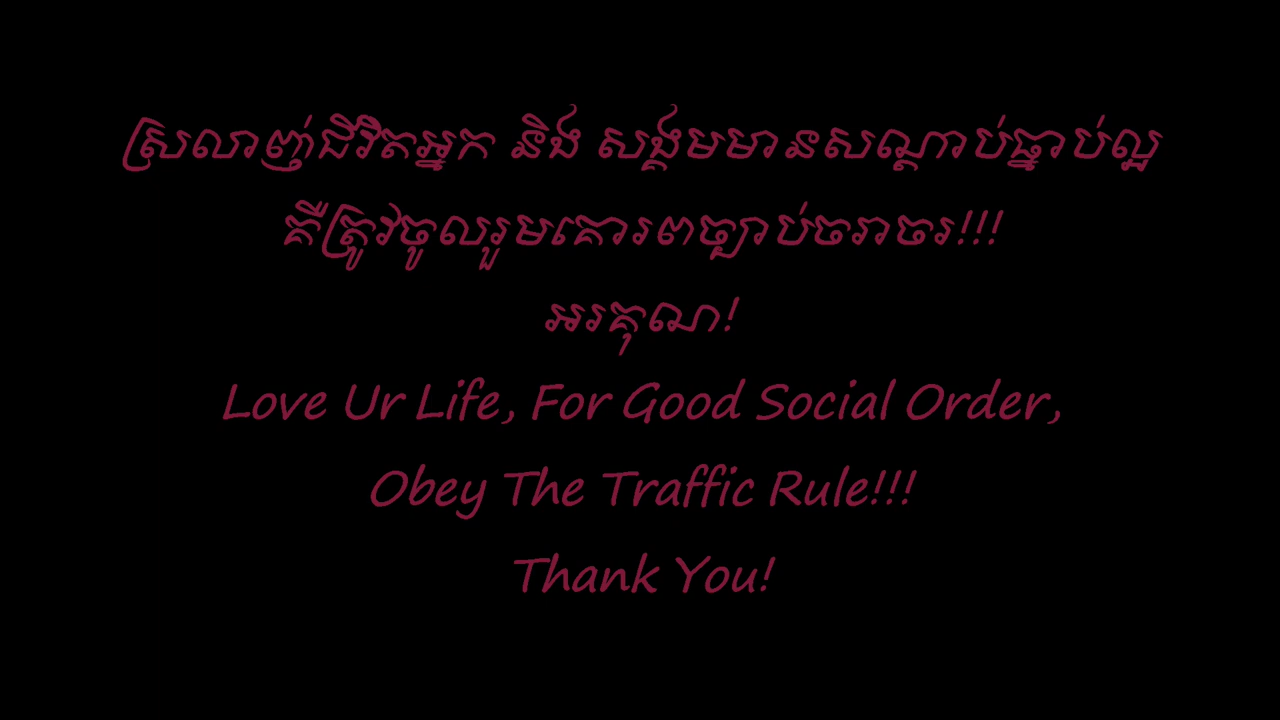 ស្រលាញ់ជីវិតអ្នក និង សង្គមមានសណ្ដាប់ធ្នាប់ល្អ
គឺត្រូវចូលរួមគោរពច្បាប់ចរាចរ!!!
អរគុណ!
Love Ur Life, For Good Social Order,
Obey The Traffic Rule!!!
Thank You!